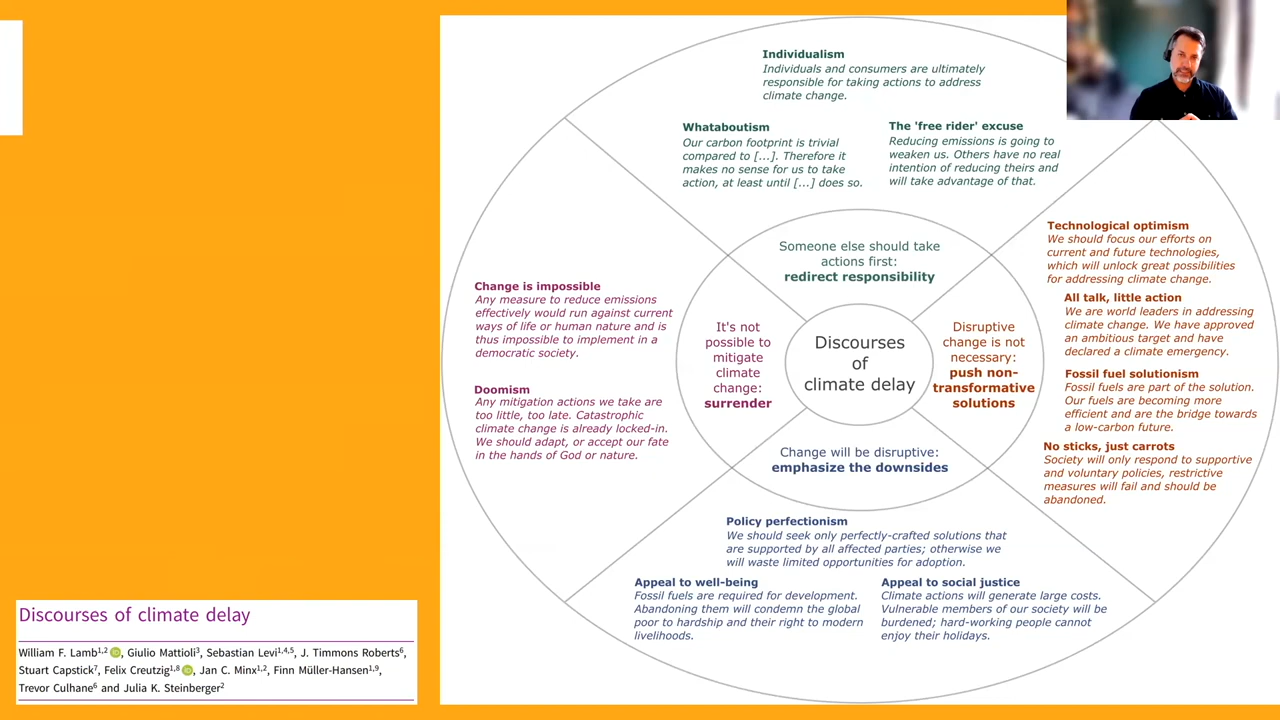 Individualism
Individuals and consumers are ultimately
responsible for taking actions to address
climate change.
Whataboutism
Our carbon footprint is trivial
compared to [...]. Therefore it
makes no sense for us to take
action, at least until [...] does so.
The 'free rider' excuse
Reducing emissions is going to
weaken us. Others have no real
intention of reducing theirs and
will take advantage of that.
Someone else should take
actions first:
redirect responsibility
Technological optimism
We should focus our efforts on
current and future technologies,
which will unlock great possibilities
for addressing climate change.
All talk, little action
We are world leaders in addressing
climate change. We have approved
an ambitious target and have
declared a climate emergency.
Fossil fuel solutionism
Fossil fuels are part of the solution.
Our fuels are becoming more
efficient and are the bridge towards
a low-carbon future.
No sticks, just carrots
Society will only respond to supportive
and voluntary policies, restrictive
measures will fail and should be
abandoned.
Disruptive
change is not
necessary:
push non-
transformative
solutions
Discourses
of
climate delay
It's not
possible to
mitigate
climate
change:
surrender
Change is impossible
Any measure to reduce emissions
effectively would run against current
ways of life or human nature and is
thus impossible to implement in a
democratic society.
Doomism
Any mitigation actions we take are
too little, too late. Catastrophic
climate change is already locked-in.
We should adapt, or accept our fate
in the hands of God or nature.
Change will be disruptive:
emphasize the downsides
Policy perfectionism
We should seek only perfectly-crafted solutions that
are supported by all affected parties; otherwise we
will waste limited opportunities for adoption.
Appeal to well-being
Fossil fuels are required for development.
Abandoning them will condemn the global
poor to hardship and their right to modern
livelihoods.
Appeal to social justice
Climate actions will generate large costs.
Vulnerable members of our society will be
burdened; hard-working people cannot
enjoy their holidays.
Discourses of climate delay
William F. Lamb1,2 iD, Giulio Mattioli3, Sebastian Levi1,4,5, J. Timmons Roberts6,
Stuart Capstick7, Felix Creutzig1,8 iD, Jan C. Minx1,2, Finn Müller-Hansen1,9,
Trevor Culhane6 and Julia K. Steinberger2